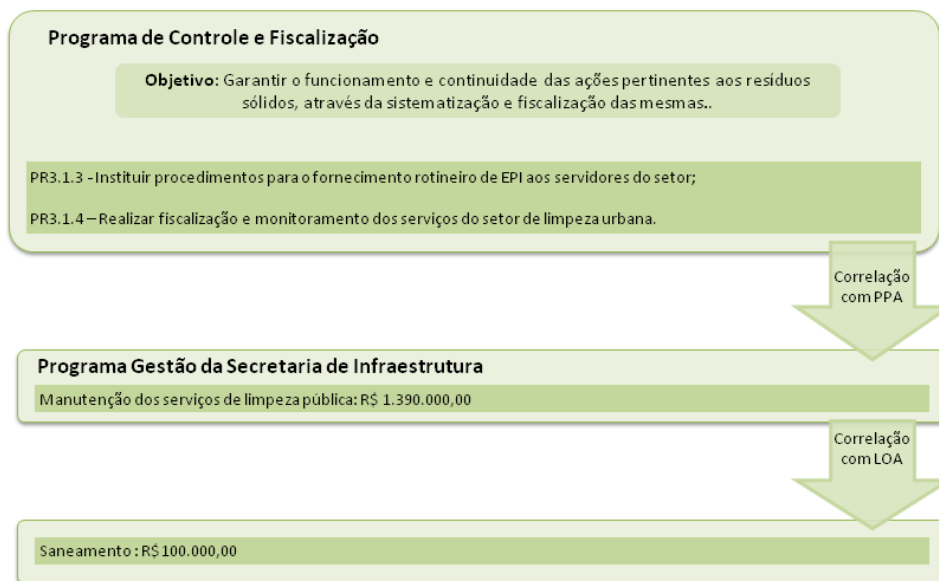 Programa de Controle e Fiscalização
Objetivo: Garantir o funcionamento e continuidade das ações pertinentes aos resíduos
sólidos, através da sistematização e fiscalização das mesmas..
PR3.1.3 - Instituir procedimentos para o fornecimento rotineiro de EPI aos servidores do setor;
PR3.1.4 – Realizar fiscalização e monitoramento dos serviços do setor de limpeza urbana.
Correlação
com PPA
Programa Gestão da Secretaria de Infraestrutura
Manutenção dos serviços de limpeza pública: R$ 1.390.000,00
Correlação
com LOA
Saneamento : R$ 100.000,00